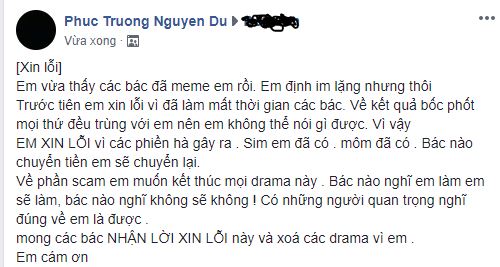 Phuc Truong Nguyen Du
Vừa xong ·
[Xin lỗi]
Em vừa thấy các bác đã meme em rồi. Em định im lặng nhưng thôi
Trước tiên em xin lỗi vì đã làm mất thời gian các bác. Về kết quả bốc phốt
mọi thứ đều trùng với em nên em không thể nói gì được. Vì vậy
EM XIN LỖI vì các phiền hà gây ra . Sim em đã có . môm đã có . Bác nào
chuyển tiền em sẽ chuyển lại.
Về phần scam em muốn kết thúc mọi drama này . Bác nào nghĩ em làm em
sẽ làm, bác nào nghĩ không sẽ không ! Có những người quan trọng nghĩ
đúng về em là được .
mong các bác NHẬN LỜI XIN LỖI này và xoá các drama vì em .
Em cám ơn